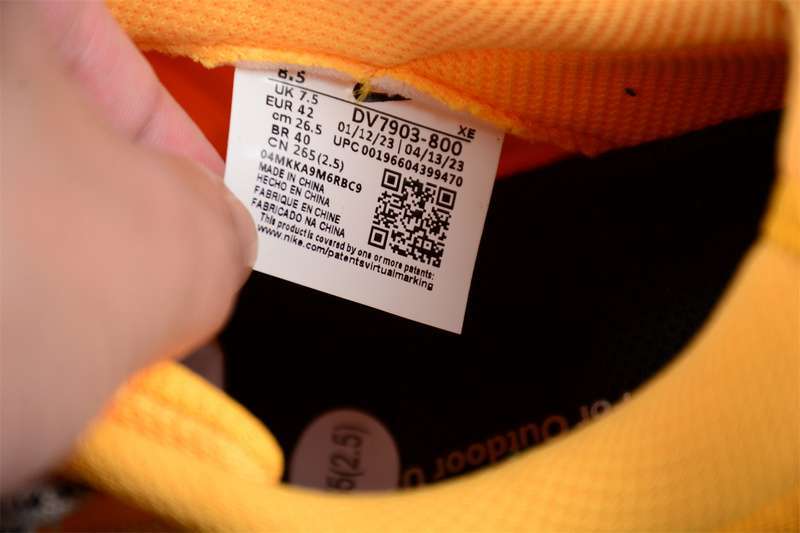 8.5
UK 7.5
EUR 42
cm 26.5
BR 40
CN 265(2.5)
XE
DV7903-800
01/12/23 | 04/13/23
UPC 00196604399470
04MKKA9M6RBC9
MADE IN CHINA
HECHO EN CHINA
FABRIQUE EN CHINE
FABRICADO NA CHINA
This product is covered by one or more patents:
www.nike.com/patentsvirtualmarking
5(2.5)
or Outdoor